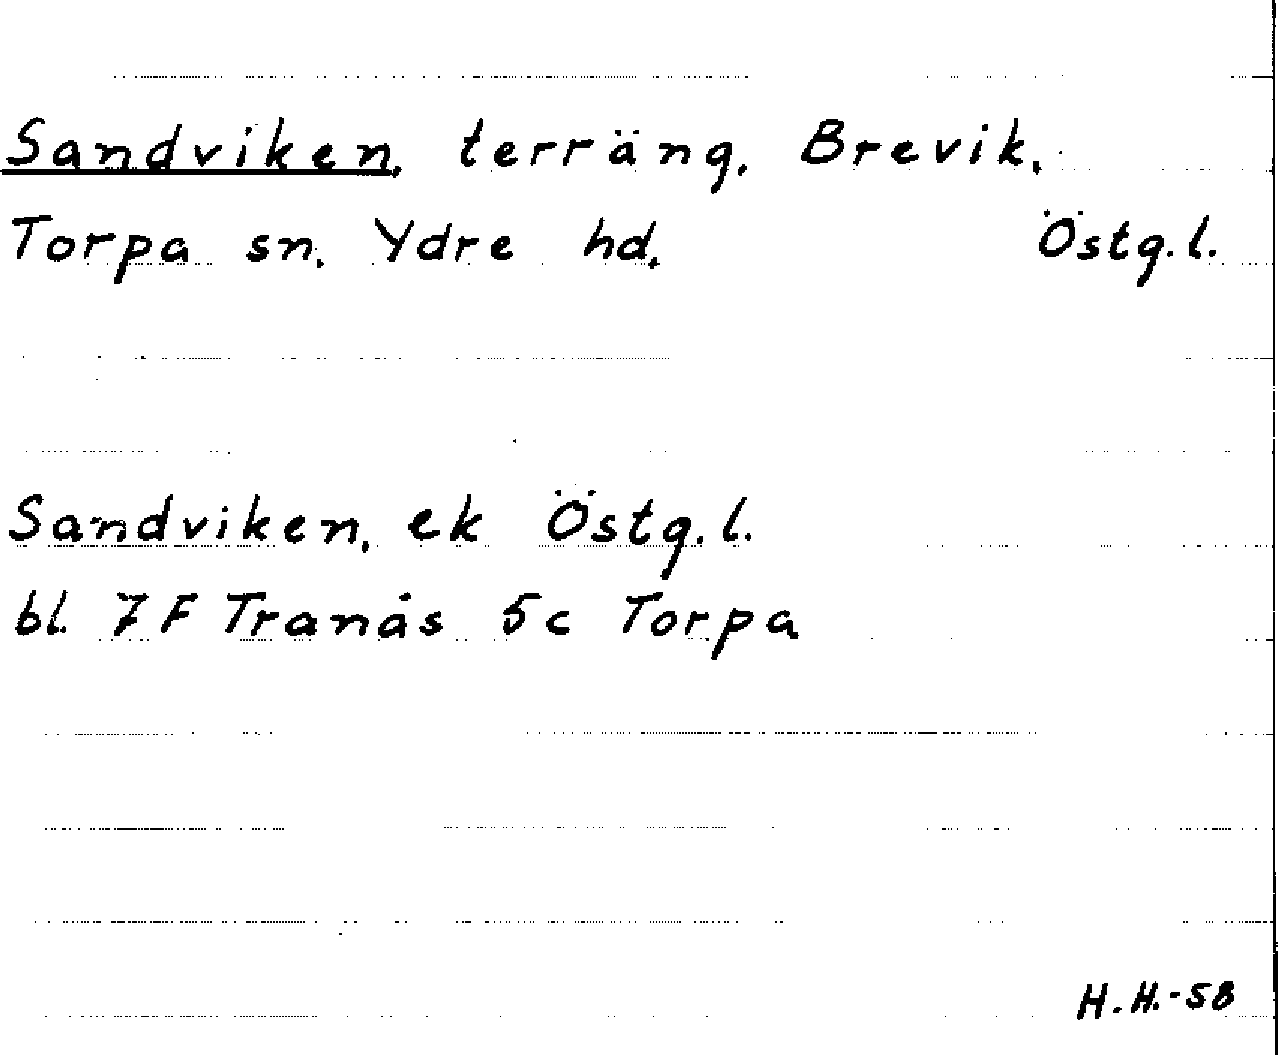 Sandviken, terräng, Brevik,
Torpa sn, Ydre hd, Östg.l.
Sandviken, ek Östg.l.
bl. 7F Tranås 5c Torpa
H.H.-58